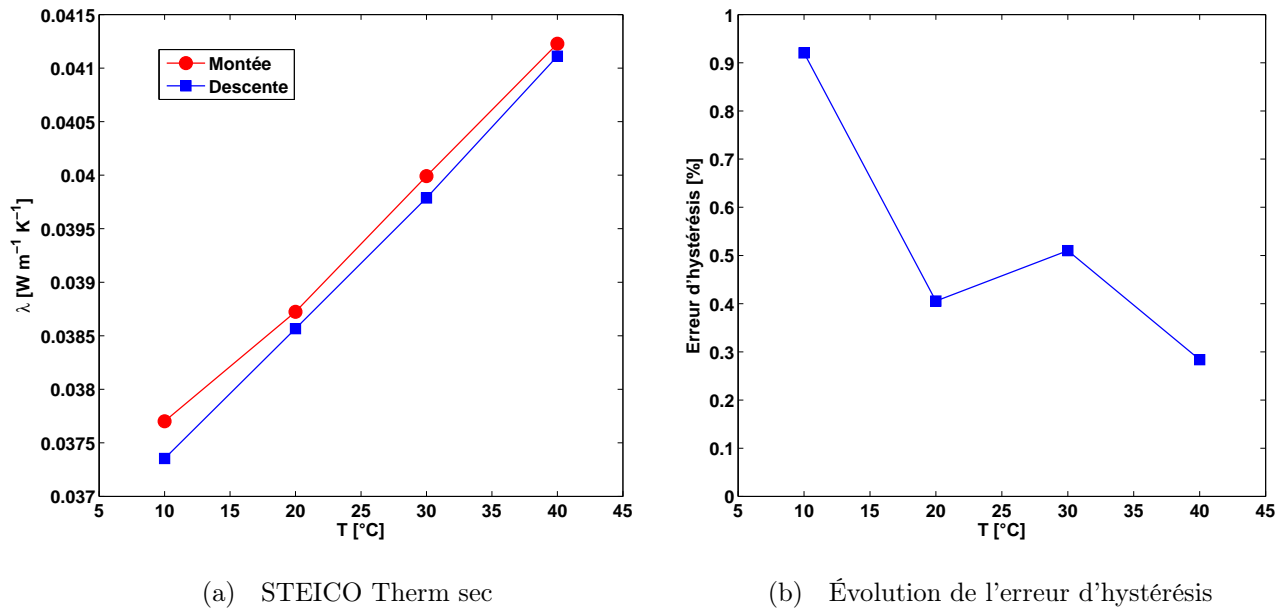 0.0415
0.041
0.0405
0.04
0.0395
0.039
0.0385
0.038
0.0375
0.037
λ [W m⁻¹ K⁻¹]
Montée
Descente
5 10 15 20 25 30 35 40 45
T [°C]
(a) STEICO Therm sec
1
0.9
0.8
0.7
0.6
0.5
0.4
0.3
0.2
0.1
0
Erreur d'hystérésis [%]
5 10 15 20 25 30 35 40 45
T [°C]
(b) Évolution de l'erreur d'hystérésis